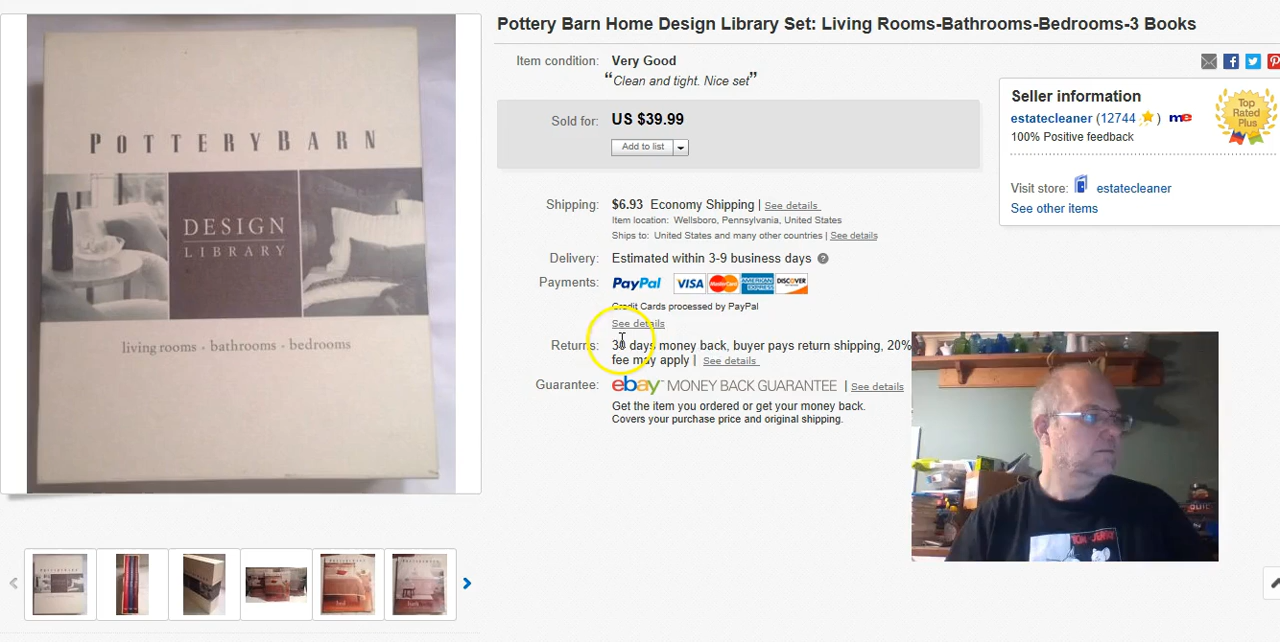 Pottery Barn Home Design Library Set: Living Rooms-Bathrooms-Bedrooms-3 Books
Item condition: Very Good
“Clean and tight. Nice set”
Sold for: US $39.99
Add to list
Shipping: $6.93 Economy Shipping | See details
Item location: Wellsboro, Pennsylvania, United States
Ships to: United States and many other countries | See details
Delivery: Estimated within 3-9 business days ?
Payments: PayPal VISA MasterCard AMERICAN EXPRESS DISCOVER
Credit Cards processed by PayPal
See details
Returns: 30 days money back, buyer pays return shipping, 20%
fee may apply | See details
Guarantee: ebay MONEY BACK GUARANTEE | See details
Get the item you ordered or get your money back.
Covers your purchase price and original shipping.
Seller information
estatecleaner (12744 ) me
100% Positive feedback
Top
Rated
Plus
Visit store: estatecleaner
See other items
POTTERY BARN
DESIGN
LIBRARY
living rooms · bathrooms · bedrooms
TOM